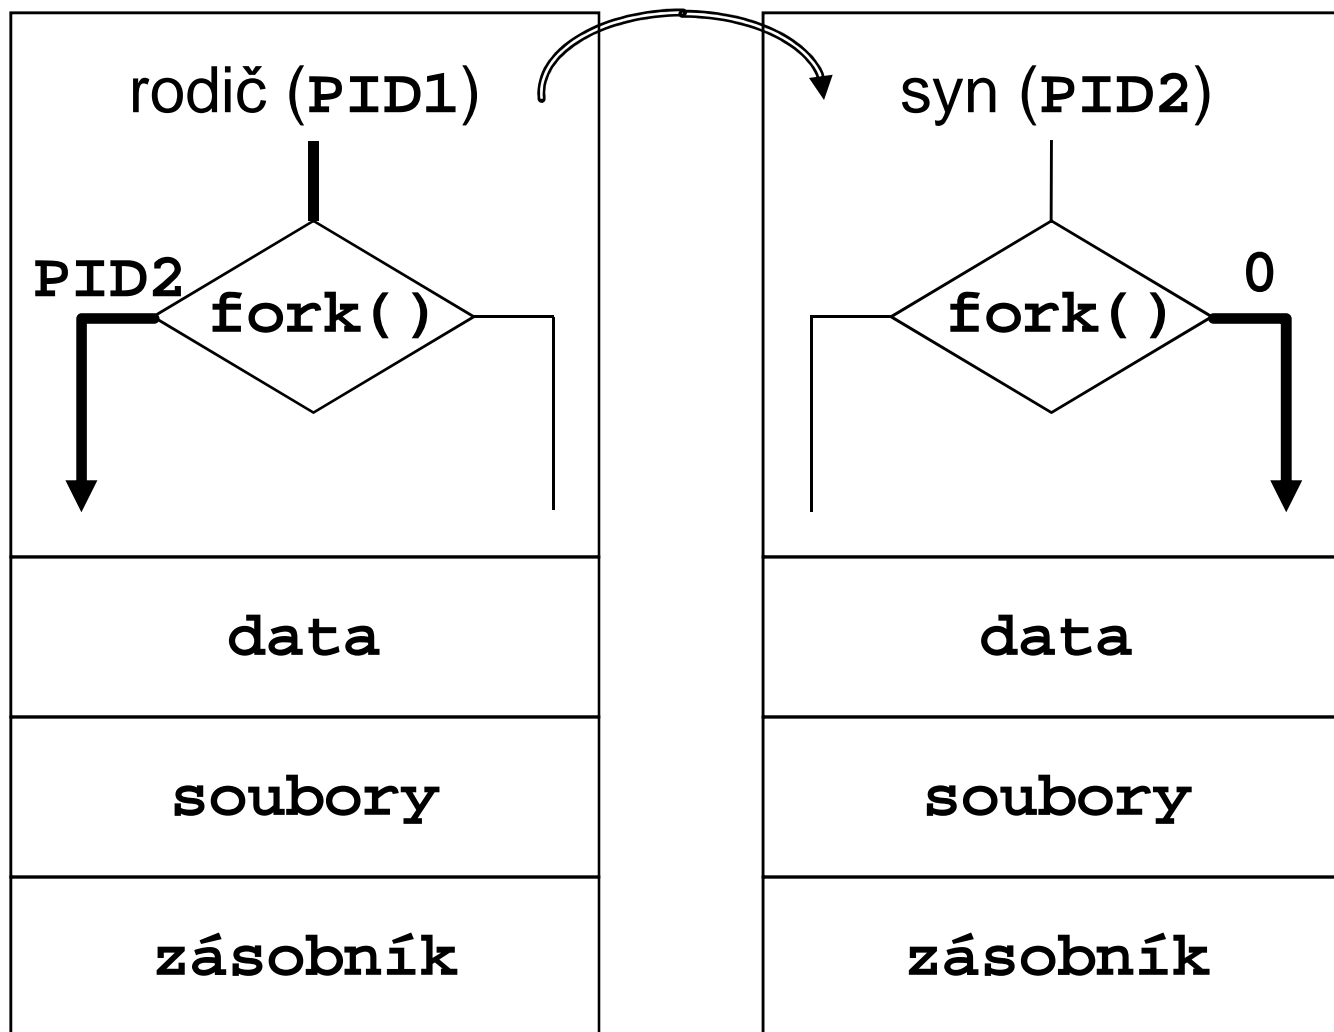 rodič (PID1)
PID2
fork()
data
soubory
zásobník
syn (PID2)
0
fork()
data
soubory
zásobník